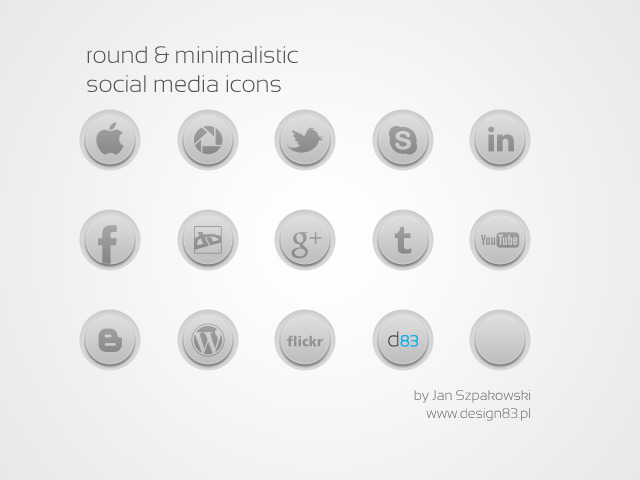 round & minimalistic
social media icons
in
f
g+
t
YouTube
flickr
d83
by Jan Szpakowski
www.design83.pl